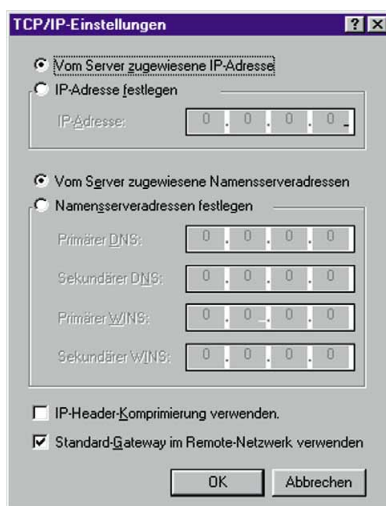 TCP/IP-Einstellungen
Vom Server zugewiesene IP-Adresse
IP-Adresse festlegen
IP-Adresse: 0 . 0 . 0 . 0
Vom Server zugewiesene Namensserveradressen
Namensserveradressen festlegen
Primärer DNS: 0 . 0 . 0 . 0
Sekundärer DNS: 0 . 0 . 0 . 0
Primärer WINS: 0 . 0 . 0 . 0
Sekundärer WINS: 0 . 0 . 0 . 0
IP-Header-Komprimierung verwenden.
Standard-Gateway im Remote-Netzwerk verwenden
OK Abbrechen